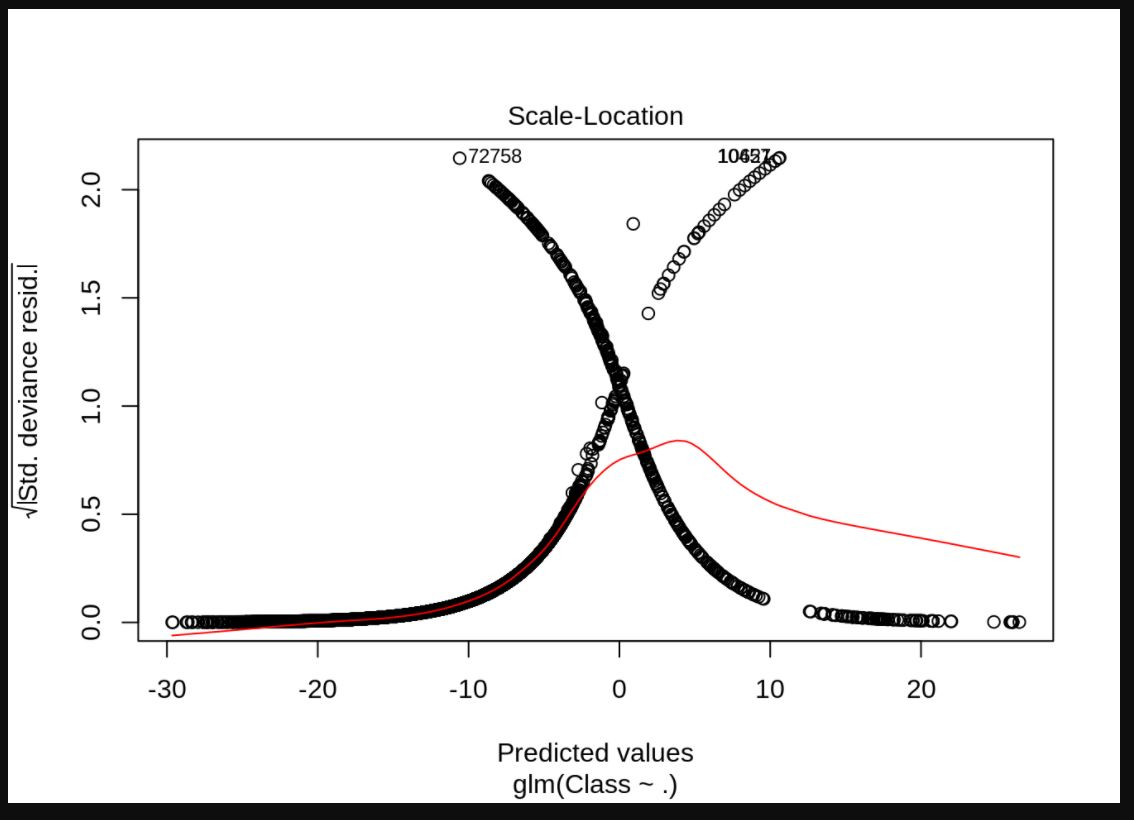 Scale-Location
72758
2.0
1.5
1.0
0.5
0.0
√|Std. deviance resid.|
-30 -20 -10 0 10 20
Predicted values
glm(Class ~ .)